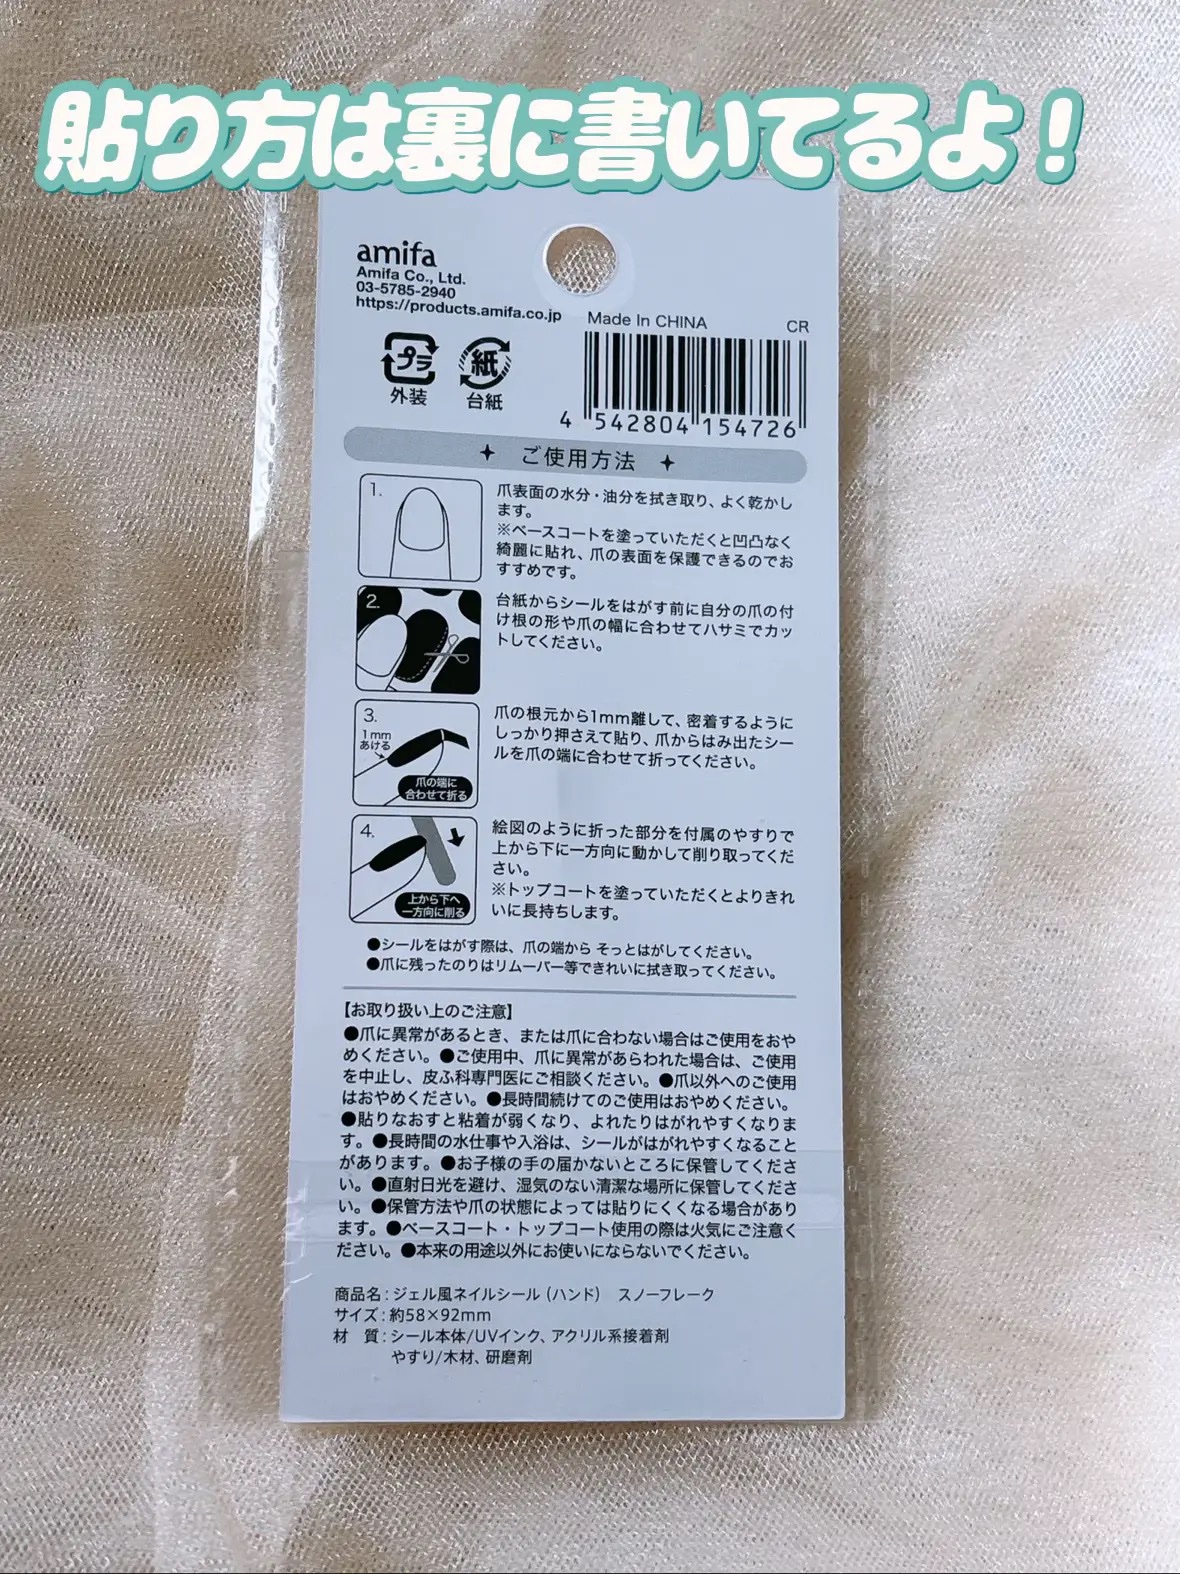 貼り方は裏に書いてるよ！
amifa
Amifa Co., Ltd.
03-5785-2940
https://products.amifa.co.jp
Made In CHINA
CR
プラ
外装
紙
台紙
4 542804 154726
ご使用方法
1.
爪表面の水分・油分を拭き取り、よく乾かし
ます。
※ベースコートを塗っていただくと凹凸なく
綺麗に貼れ、爪の表面を保護できるのでお
すすめです。
2.
台紙からシールをはがす前に自分の爪の付
け根の形や爪の幅に合わせてハサミでカッ
トしてください。
3.
1mm
あける
爪の端に
合わせて折る
爪の根元から1mm離して、密着するように
しっかり押さえて貼り、爪からはみ出たシー
ルを爪の端に合わせて折ってください。
4.
上から下へ
一方向に削る
絵図のように折った部分を付属のやすりで
上から下に一方向に動かして削り取ってくだ
さい。
※トップコートを塗っていただくとよりきれ
いに長持ちします。
●シールをはがす際は、爪の端から そっとはがしてください。
●爪に残ったのりはリムーバー等できれいに拭き取ってください。
【お取り扱い上のご注意】
●爪に異常があるとき、または爪に合わない場合はご使用をおや
めください。●ご使用中、爪に異常があらわれた場合は、ご使用
を中止し、皮ふ科専門医にご相談ください。●爪以外へのご使用
はおやめください。●長時間続けてのご使用はおやめください。
●貼りなおすと粘着が弱くなり、よれたりはがれやすくなりま
す。●長時間の水仕事や入浴は、シールがはがれやすくなること
があります。●お子様の手の届かないところに保管してくださ
い。●直射日光を避け、湿気のない清潔な場所に保管してくださ
い。●保管方法や爪の状態によっては貼りにくくなる場合があり
ます。●ベースコート・トップコート使用の際は火気にご注意く
ださい。●本来の用途以外にお使いにならないでください。
商品名：ジェル風ネイルシール（ハンド） スノーフレーク
サイズ：約58×92mm
材 質：シール本体/UVインク、アクリル系接着剤
やすり/木材、研磨剤